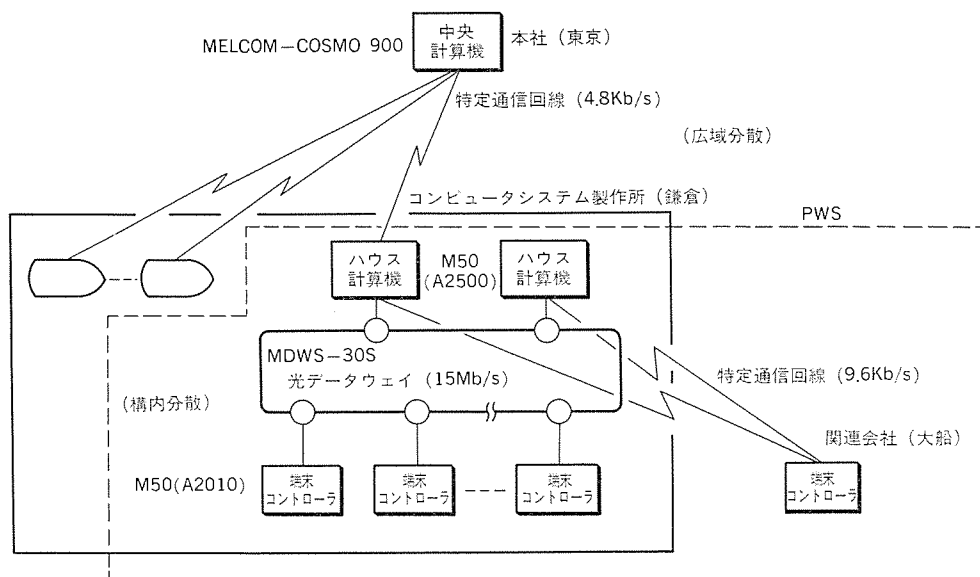 MELCOM-COSMO 900
中央
計算機
本社(東京)
特定通信回線(4.8Kb/s)
(広域分散)
コンピュータシステム製作所(鎌倉)
PWS
ハウス
計算機
M50
(A2500)
ハウス
計算機
MDWS-30S
光データウェイ(15Mb/s)
特定通信回線(9.6Kb/s)
(構内分散)
関連会社(大船)
M50(A2010)
端末
コントローラ
端末
コントローラ
端末
コントローラ
端末
コントローラ